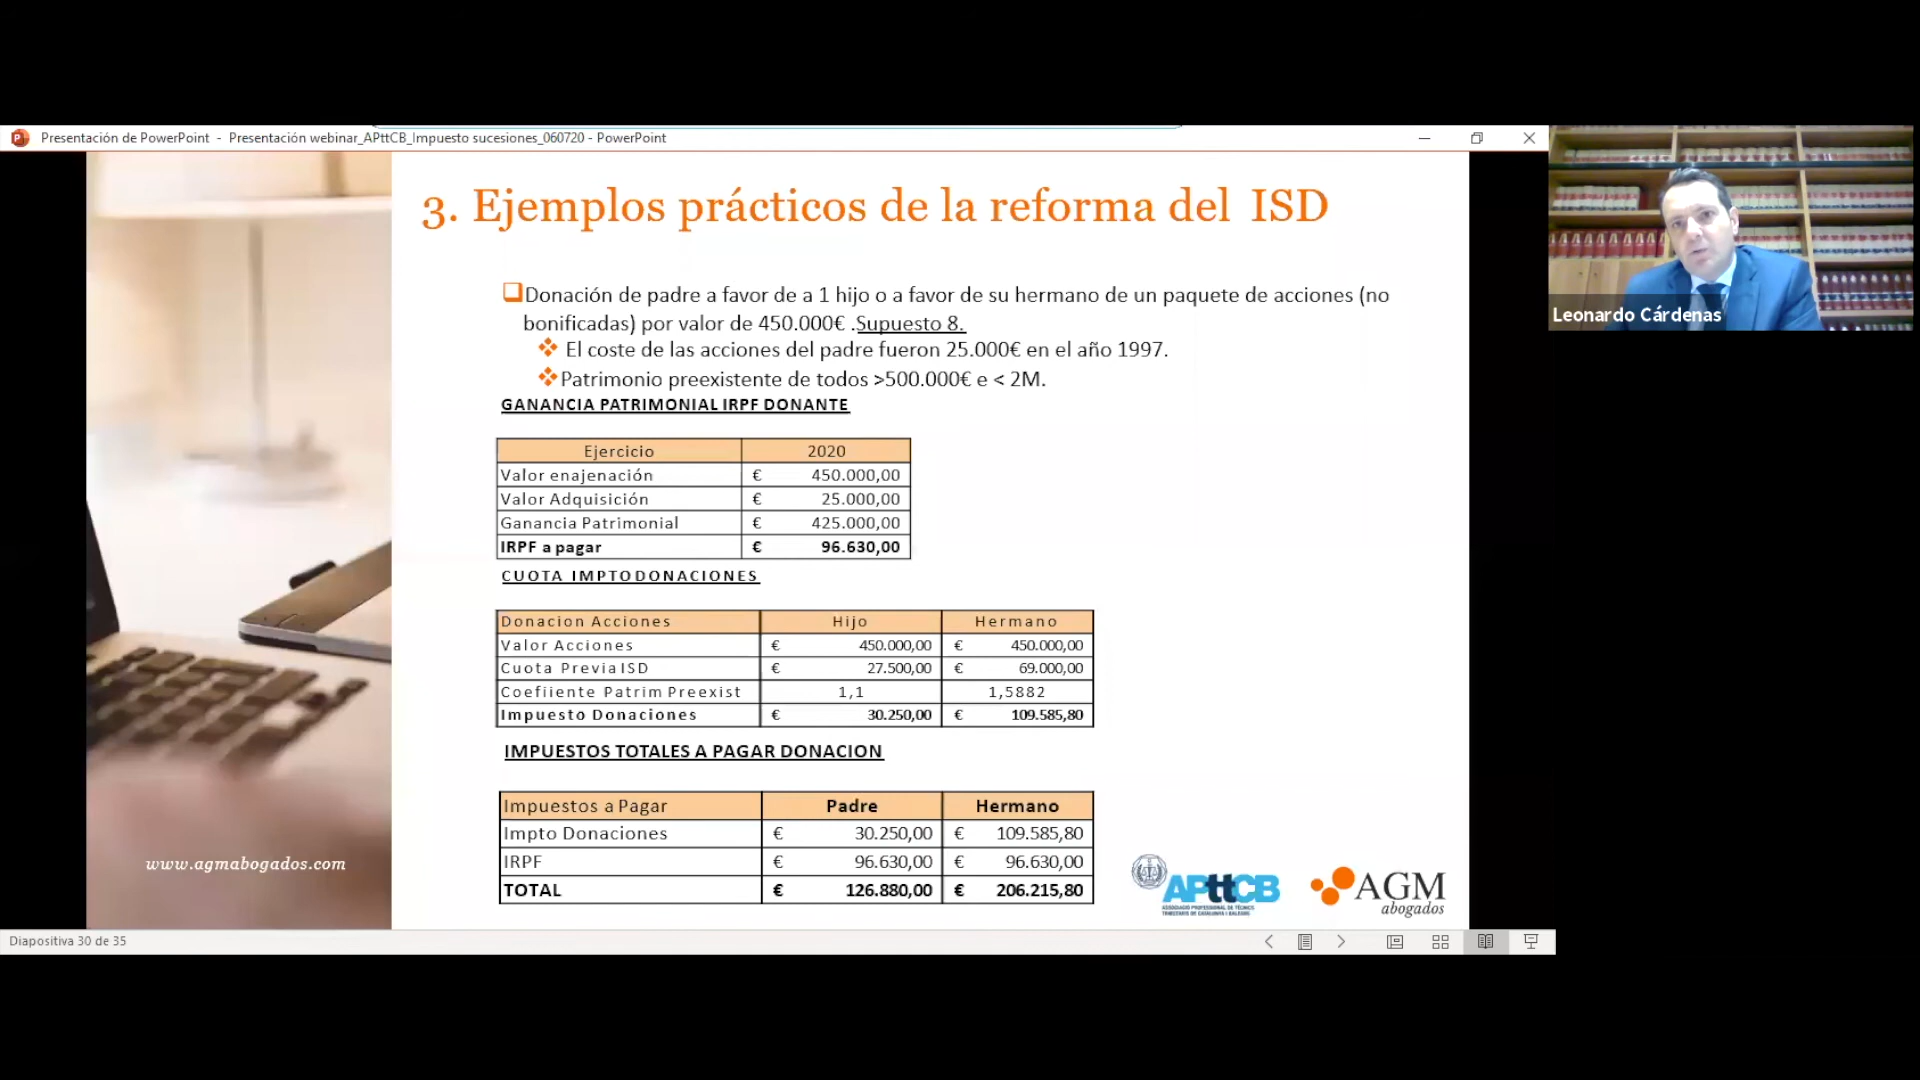 Presentación de PowerPoint - Presentación webinar_APttCB_Impuesto sucesiones_060720 - PowerPoint
3. Ejemplos prácticos de la reforma del ISD
Donación de padre a favor de a 1 hijo o a favor de su hermano de un paquete de acciones (no
bonificadas) por valor de 450.000€ .Supuesto 8.
El coste de las acciones del padre fueron 25.000€ en el año 1997.
Patrimonio preexistente de todos >500.000€ e < 2M.
GANANCIA PATRIMONIAL IRPF DONANTE
Ejercicio 2020
Valor enajenación € 450.000,00
Valor Adquisición € 25.000,00
Ganancia Patrimonial € 425.000,00
IRPF a pagar € 96.630,00
CUOTA IMPTO DONACIONES
Donacion Acciones Hijo Hermano
Valor Acciones € 450.000,00 € 450.000,00
Cuota Previa ISD € 27.500,00 € 69.000,00
Coefiiente Patrim Preexist 1,1 1,5882
Impuesto Donaciones € 30.250,00 € 109.585,80
IMPUESTOS TOTALES A PAGAR DONACION
Impuestos a Pagar Padre Hermano
Impto Donaciones € 30.250,00 € 109.585,80
IRPF € 96.630,00 € 96.630,00
TOTAL € 126.880,00 € 206.215,80
www.agmabogados.com
APttCB
ASSOCIACIÓ PROFESSIONAL DE TÈCNICS
TRIBUTARIS DE CATALUNYA I BALEARS
AGM
abogados
Diapositiva 30 de 35
Leonardo Cárdenas